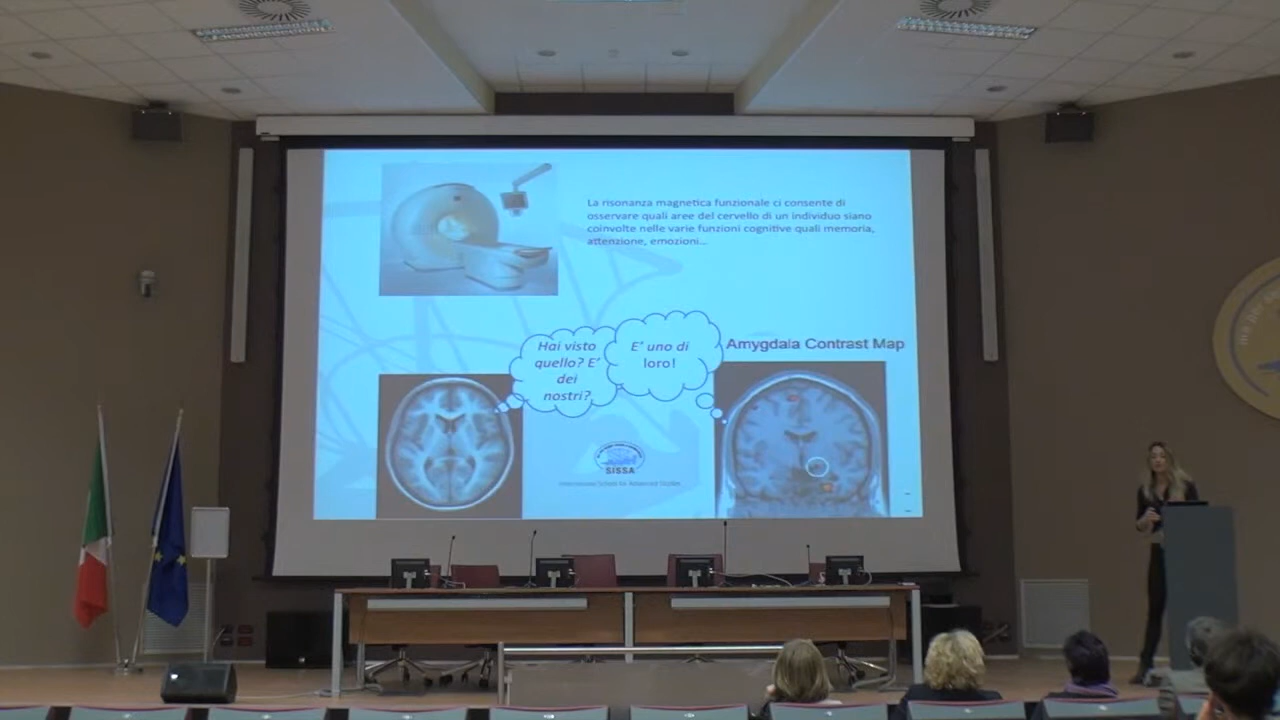 La risonanza magnetica funzionale ci consente di
osservare quali aree del cervello di un individuo siano
coinvolte nelle varie funzioni cognitive quali memoria,
attenzione, emozioni...
Hai visto
quello? E'
dei
nostri?
E' uno di
loro!
Amygdala Contrast Map
SISSA
International School for Advanced Studies